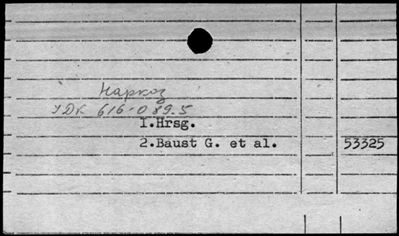 Наркоз
УДК 616-089.5
1.Hrsg.
2.Baust G. et al. 53325